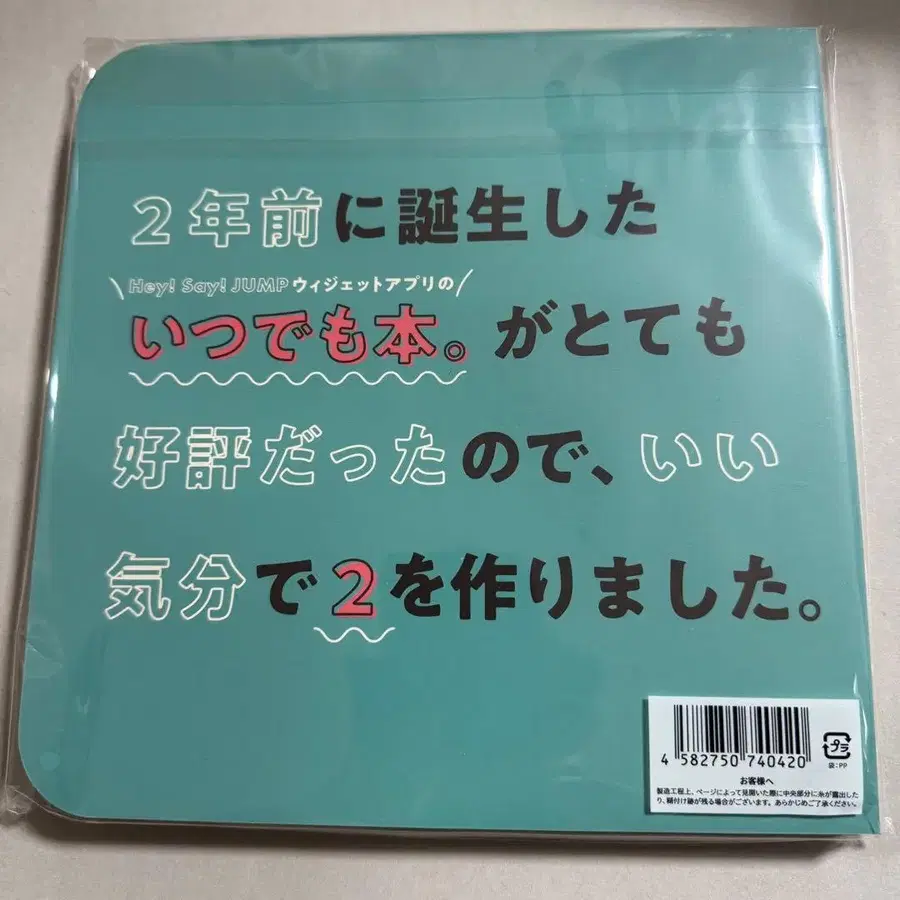 2年前に誕生した
\Hey! Say! JUMPウィジェットアプリの/
いつでも本。がとても
好評だったので、いい
気分で2を作りました。
4 582750 740420
プラ
袋:PP
お客様へ
製造工程上、ページによって見開いた際に中央部分に糸が露出した
り、糊付け跡が残る場合がございます。あらかじめご了承ください。